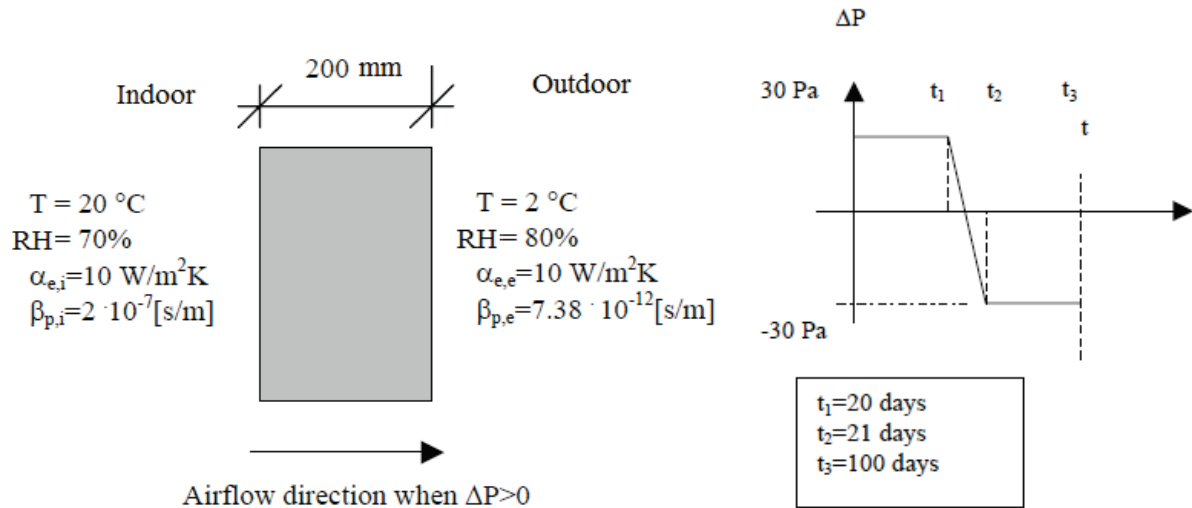 200 mm
Indoor
Outdoor
T = 20 °C
RH= 70%
αe,i=10 W/m²K
βp,i=2 ·10⁻⁷[s/m]
T = 2 °C
RH= 80%
αe,e=10 W/m²K
βp,e=7.38 · 10⁻¹²[s/m]
Airflow direction when ΔP>0
ΔP
30 Pa
t₁
t₂
t₃
t
-30 Pa
t₁=20 days
t₂=21 days
t₃=100 days